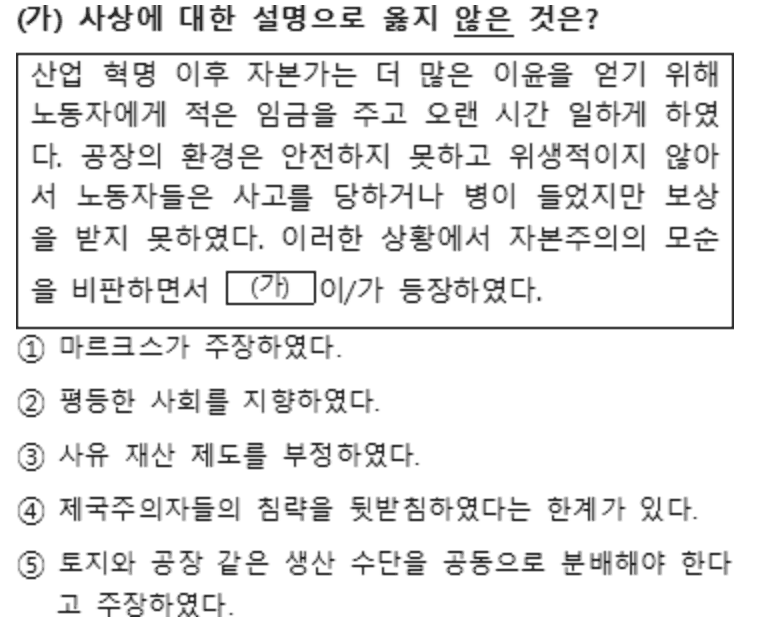 (가) 사상에 대한 설명으로 옳지 않은 것은?
산업 혁명 이후 자본가는 더 많은 이윤을 얻기 위해
노동자에게 적은 임금을 주고 오랜 시간 일하게 하였
다. 공장의 환경은 안전하지 못하고 위생적이지 않아
서 노동자들은 사고를 당하거나 병이 들었지만 보상
을 받지 못하였다. 이러한 상황에서 자본주의의 모순
을 비판하면서 (가) 이/가 등장하였다.
① 마르크스가 주장하였다.
② 평등한 사회를 지향하였다.
③ 사유 재산 제도를 부정하였다.
④ 제국주의자들의 침략을 뒷받침하였다는 한계가 있다.
⑤ 토지와 공장 같은 생산 수단을 공동으로 분배해야 한다
고 주장하였다.